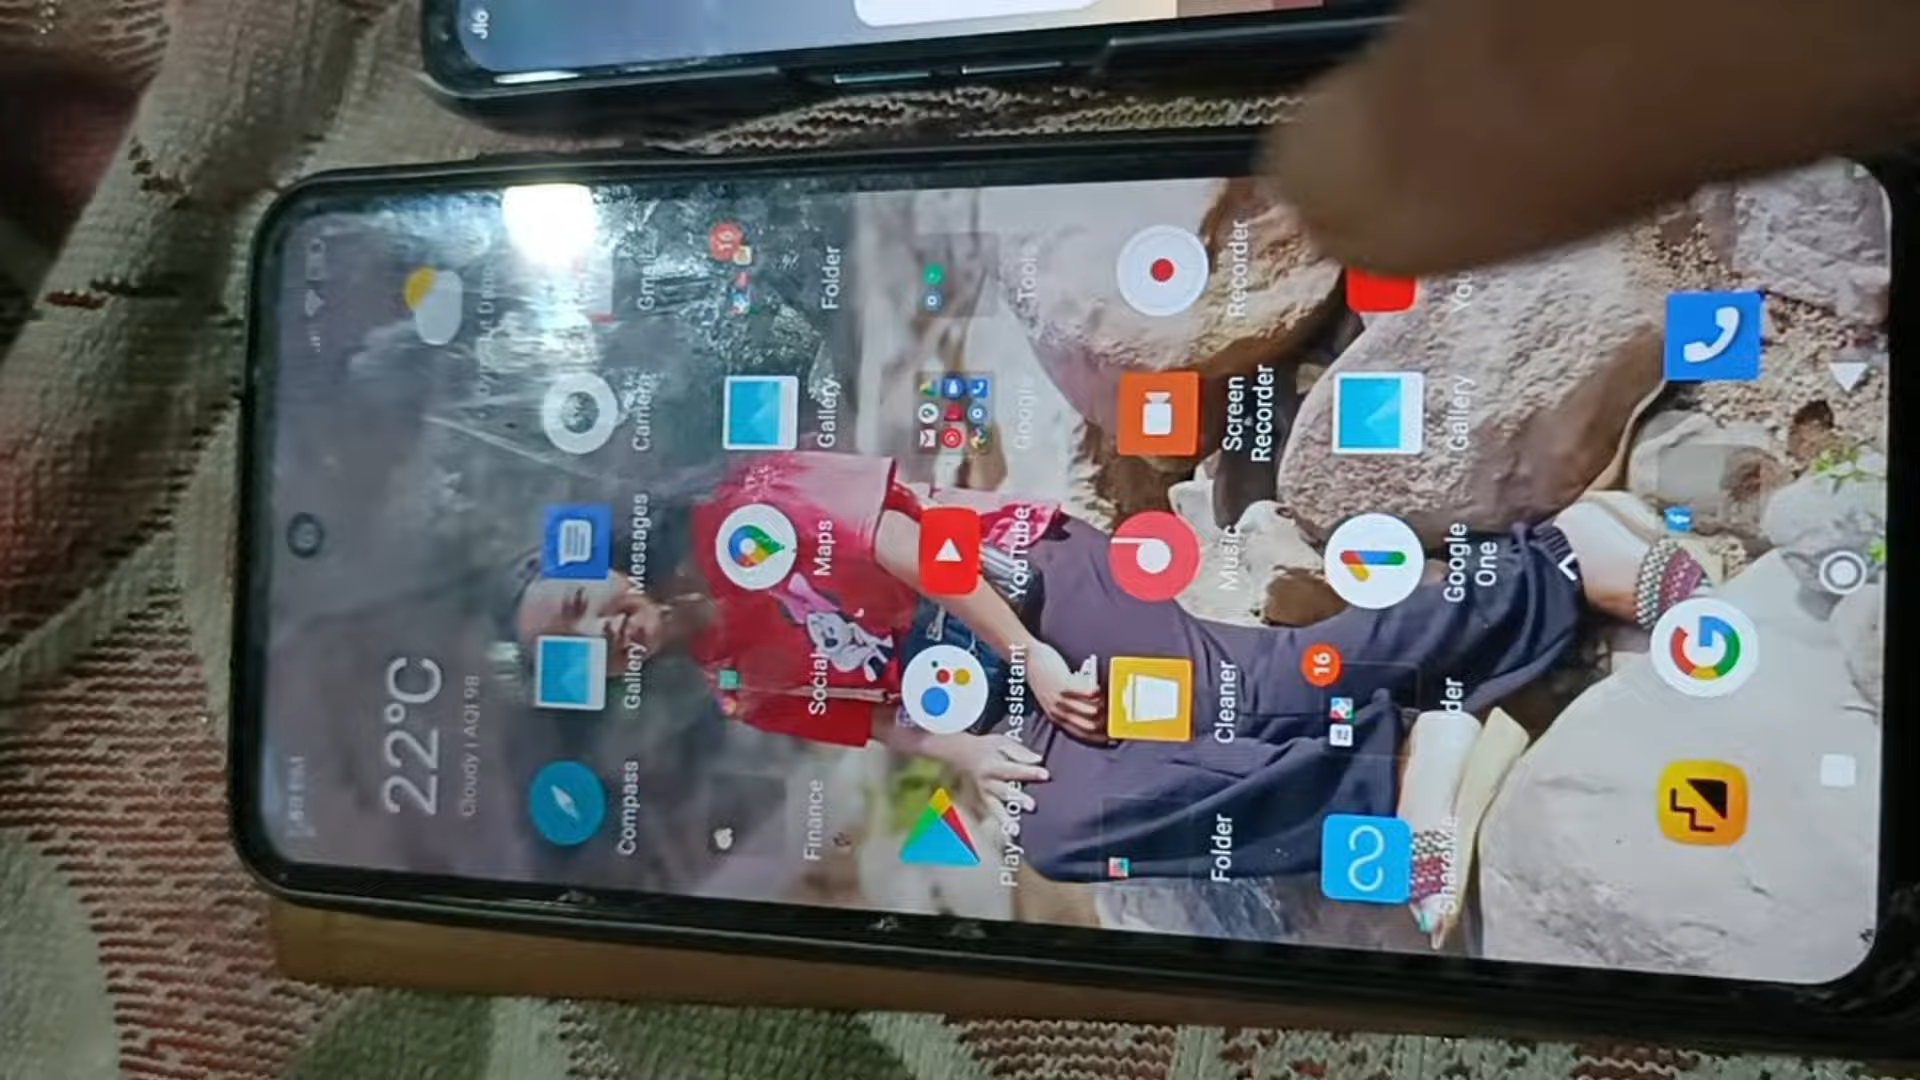 Jio
22°C
Cloudy | AQI 98
Compass
Gallery
Messages
Camera
Finance
Social
Maps
Gallery
Folder
16
Play Store
Assistant
YouTube
Google
Tools
Folder
Cleaner
Music
Screen
Recorder
Recorder
ShareMe
16
Google
One
Gallery